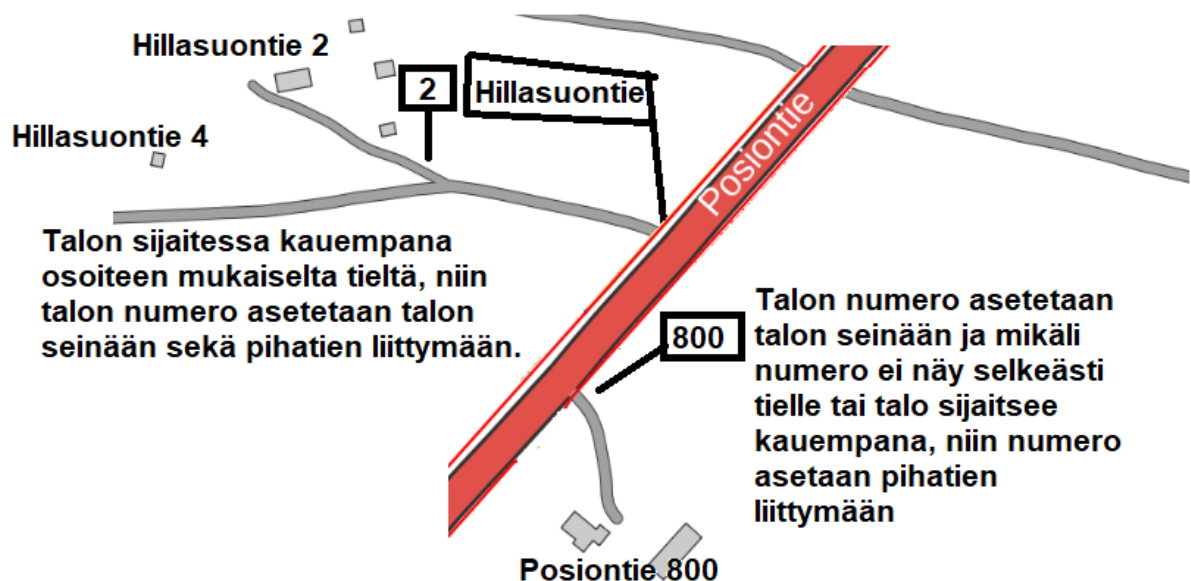 Hillasuontie 2
2
Hillasuontie
Hillasuontie 4
Posiontie
Talon sijaitessa kauempana
osoiteen mukaiselta tieltä, niin
talon numero asetetaan talon
seinään sekä pihatien liittymään.
800
Talon numero asetetaan
talon seinään ja mikäli
numero ei näy selkeästi
tielle tai talo sijaitsee
kauempana, niin numero
asetaan pihatien
liittymään
Posiontie 800